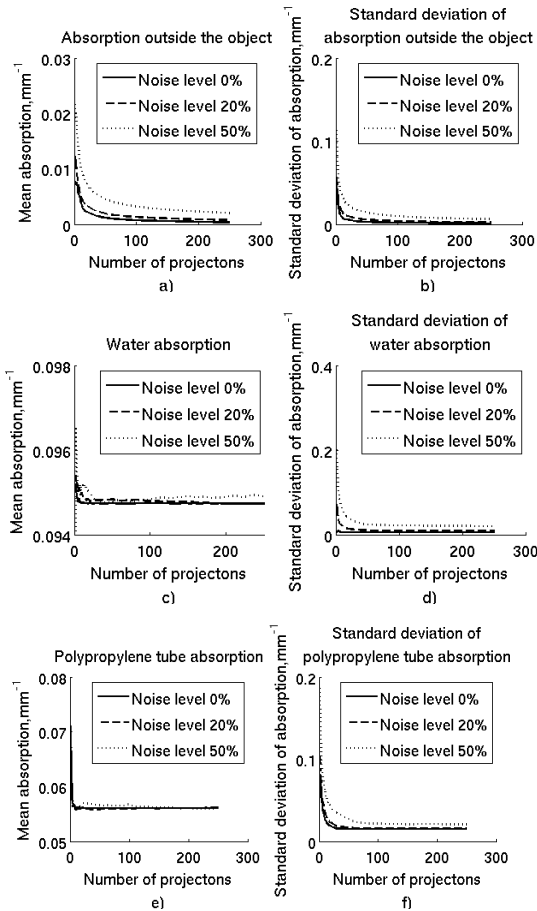 Absorption outside the object
Mean absorption,mm-1
0.03
0.02
0.01
0
Noise level 0%
Noise level 20%
Noise level 50%
0
100
200
300
Number of projectons
a)
Standard deviation of
absorption outside the object
Standard deviation of absorption,mm-1
0.2
0.1
0
Noise level 0%
Noise level 20%
Noise level 50%
0
100
200
300
Number of projectons
b)
Water absorption
Mean absorption,mm-1
0.098
0.096
0.094
Noise level 0%
Noise level 20%
Noise level 50%
0
100
200
Number of projectons
c)
Standard deviation of
water absorption
Standard deviation of absorption,mm-1
0.4
0.2
0
Noise level 0%
Noise level 20%
Noise level 50%
0
100
200
300
Number of projectons
d)
Polypropylene tube absorption
Mean absorption,mm-1
0.08
0.07
0.06
0.05
Noise level 0%
Noise level 20%
Noise level 50%
0
100
200
300
Number of projectons
e)
Standard deviation of
polypropylene tube absorption
Standard deviation of absorption,mm-1
0.2
0.1
0
Noise level 0%
Noise level 20%
Noise level 50%
0
100
200
300
Number of projectons
f)